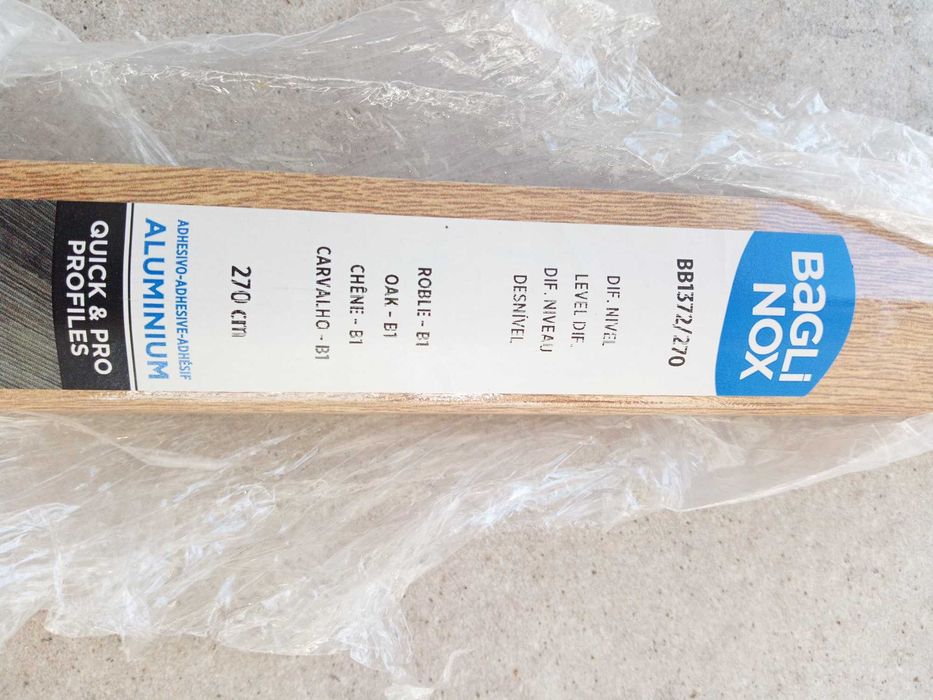 BaGLi
NOX
BB1372/270
DIF. NIVEL
LEVEL DIF.
DIF. NIVEAU
DESNÍVEL
ROBLE - B1
OAK - B1
CHÊNE - B1
CARVALHO - B1
270 cm
ADHESIVO-ADHESIVE-ADHÉSIF
ALUMINIUM
QUICK & PRO
PROFILES